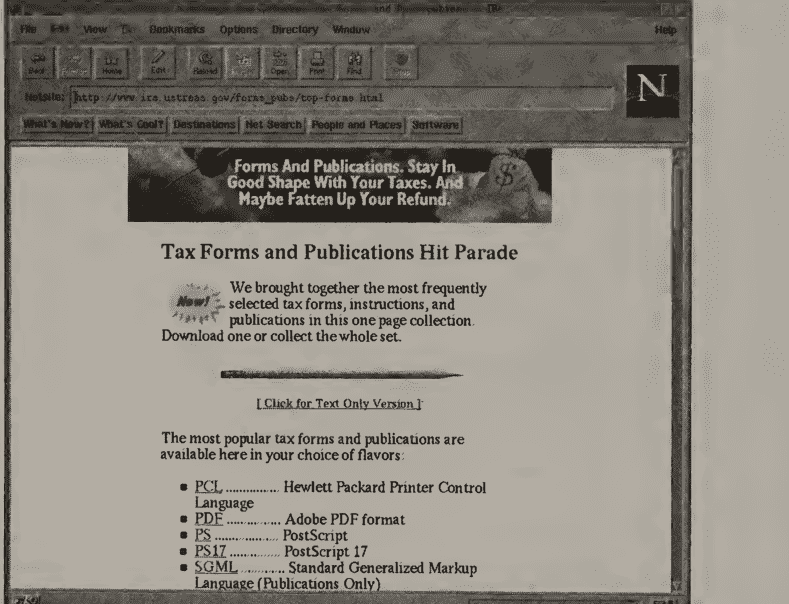 File Edit View Bookmarks Options Directory Window Help
Back Home Edit Reload Open Print Find
Netsite: http://www.irs.ustreas.gov/forms_pubs/top-forms.html
N
What's New? What's Cool? Destinations Net Search People and Places Software
Forms And Publications. Stay In
Good Shape With Your Taxes. And
Maybe Fatten Up Your Refund.
$
Tax Forms and Publications Hit Parade
New!
We brought together the most frequently
selected tax forms, instructions, and
publications in this one page collection.
Download one or collect the whole set.
[ Click for Text Only Version ]
The most popular tax forms and publications are
available here in your choice of flavors:
PCL ............... Hewlett Packard Printer Control
Language
PDF ............... Adobe PDF format
PS .................. PostScript
PS17 .............. PostScript 17
SGML ............ Standard Generalized Markup
Language (Publications Only)